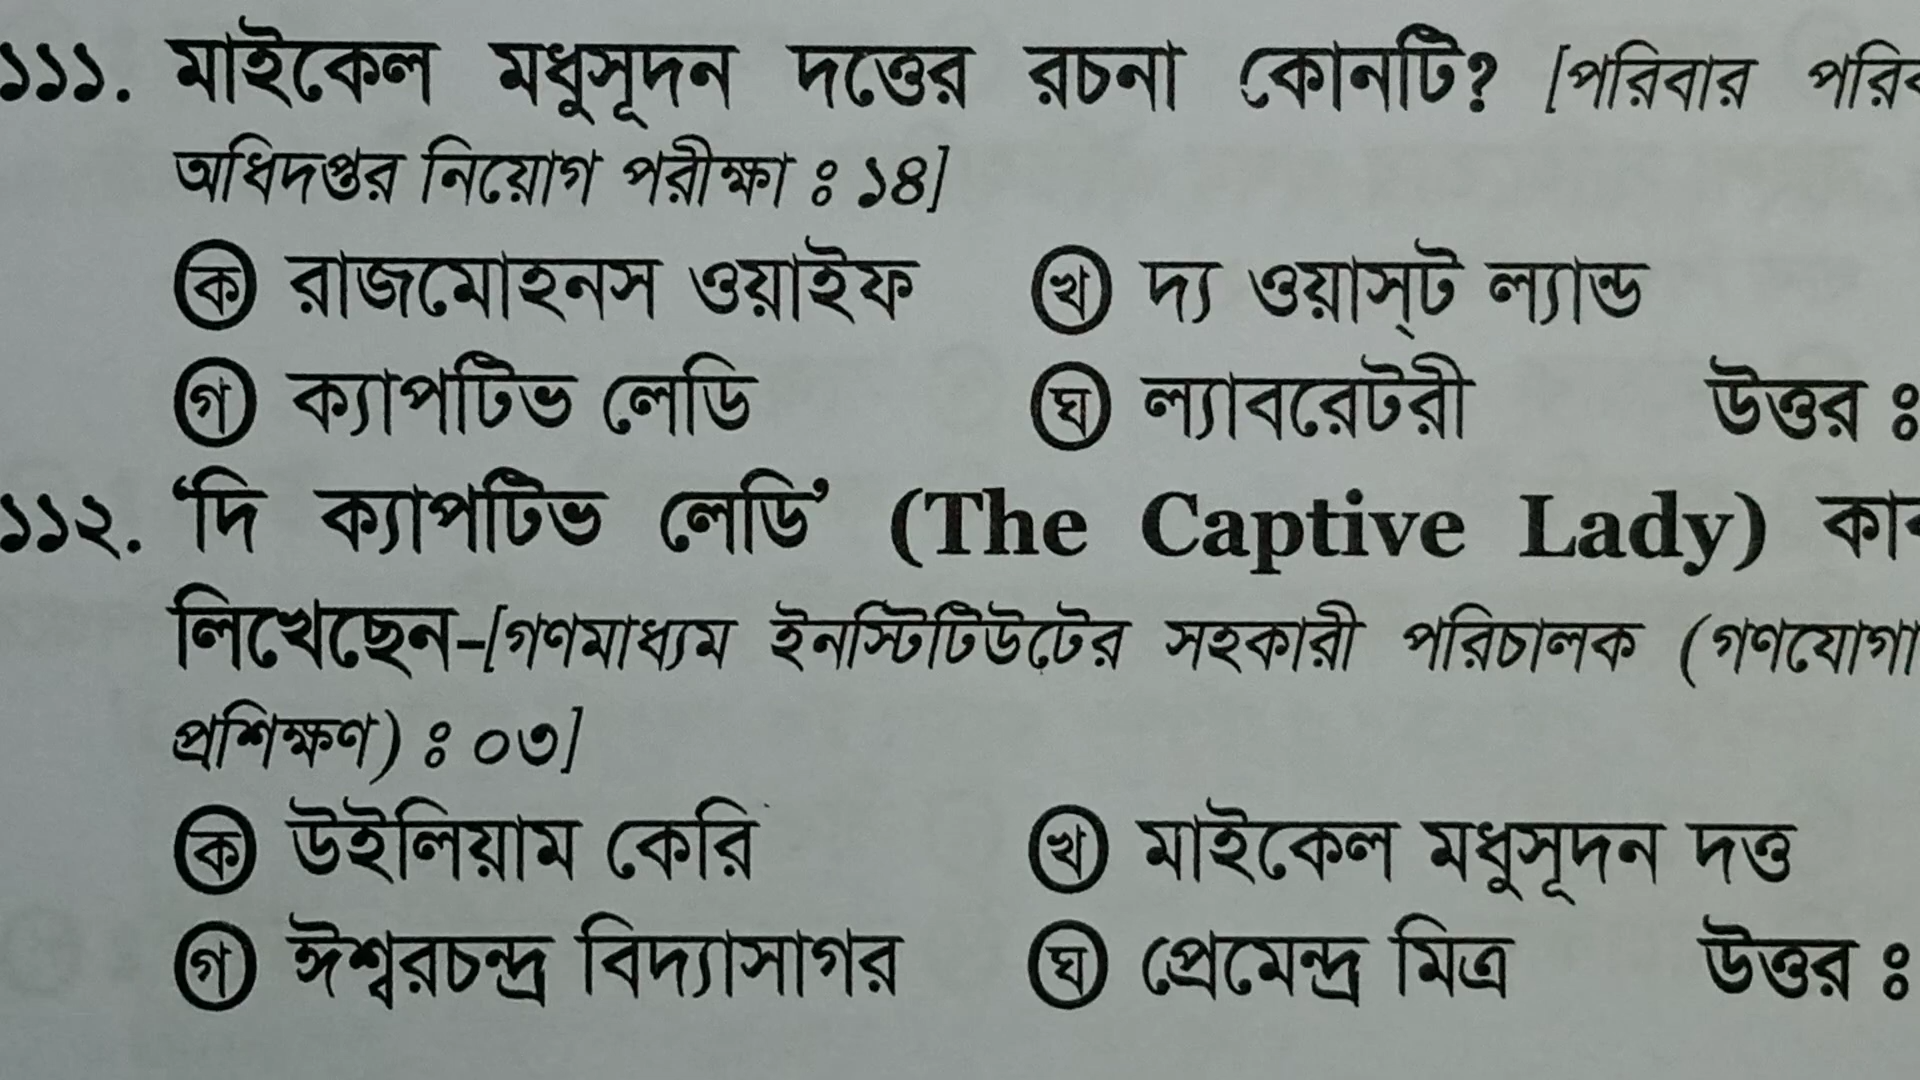 ১১১. মাইকেল মধুসূদন দত্তের রচনা কোনটি? [পরিবার
অধিদপ্তর নিয়োগ পরীক্ষা : ১৪]
ক রাজমোহনস ওয়াইফ খ দ্য ওয়াস্‌ট ল্যান্ড
গ ক্যাপটিভ লেডি ঘ ল্যাবরেটরী উত্তর :
১১২. ‘দি ক্যাপটিভ লেডি’ (The Captive Lady)
লিখেছেন-[গণমাধ্যম ইনস্টিটিউটের সহকারী পরিচালক
প্রশিক্ষণ) : ০৩]
ক উইলিয়াম কেরি খ মাইকেল মধুসূদন দত্ত
গ ঈশ্বরচন্দ্র বিদ্যাসাগর ঘ প্রেমেন্দ্র মিত্র উত্তর :